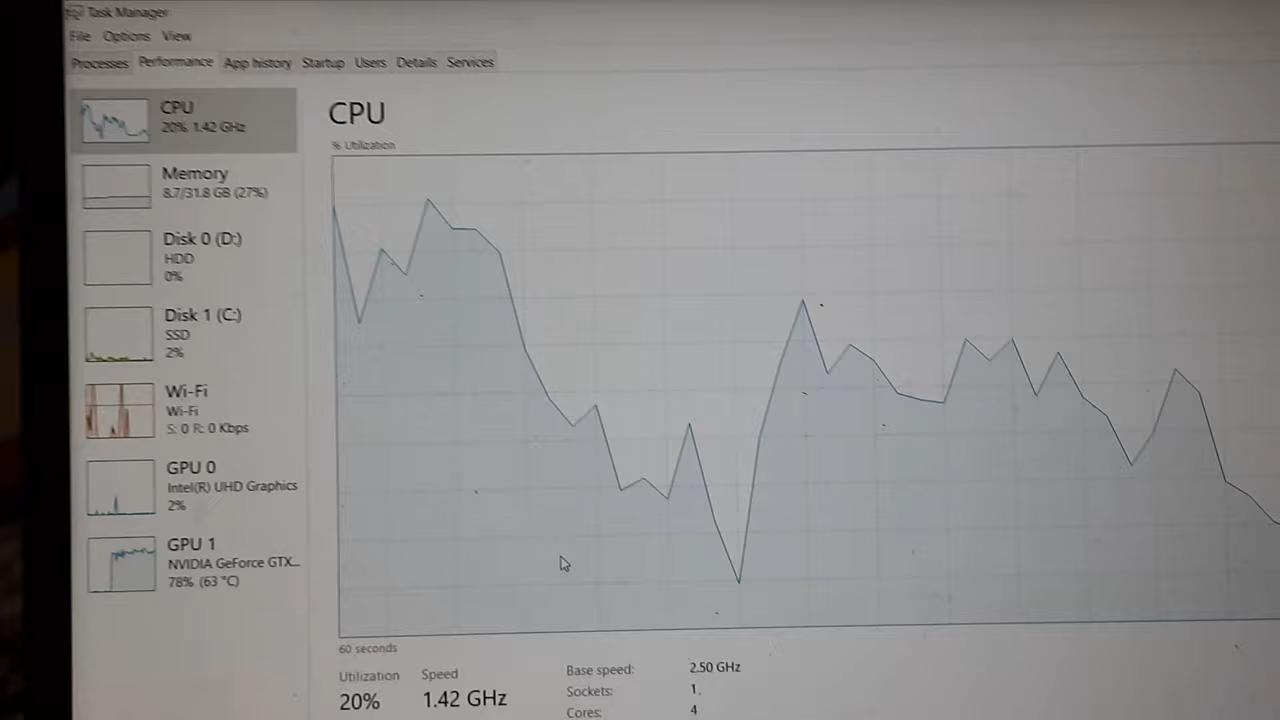 Task Manager
File Options View
Processes Performance App history Startup Users Details Services
CPU
20% 1.42 GHz
Memory
8.7/31.8 GB (27%)
Disk 0 (D:)
HDD
0%
Disk 1 (C:)
SSD
2%
Wi-Fi
Wi-Fi
S: 0 R: 0 Kbps
GPU 0
Intel(R) UHD Graphics
2%
GPU 1
NVIDIA GeForce GTX...
78% (63 °C)
CPU
% Utilization
60 seconds
Utilization Speed
20% 1.42 GHz
Base speed: 2.50 GHz
Sockets: 1
Cores: 4